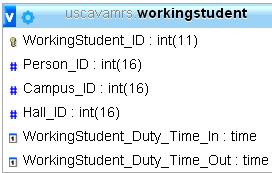 v uscavamrs workingstudent
WorkingStudent_ID : int(11)
# Person_ID : int(16)
# Campus_ID : int(16)
# Hall_ID : int(16)
WorkingStudent_Duty_Time_In : time
WorkingStudent_Duty_Time_Out : time